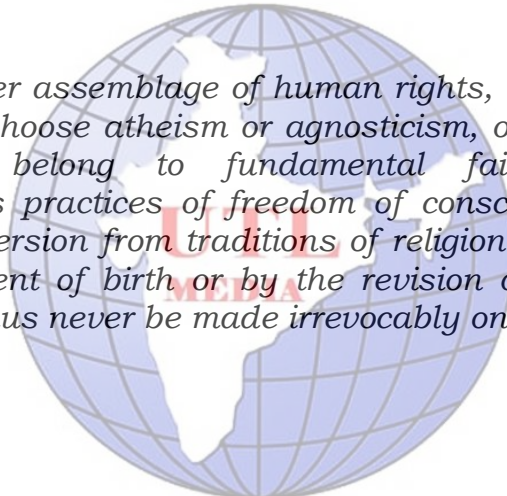 er assemblage of human rights,
hoose atheism or agnosticism, o
belong to fundamental fai
s practices of freedom of consc
ersion from traditions of religion
UTL
ent of birth or by the revision o
MEDIA
us never be made irrevocably on